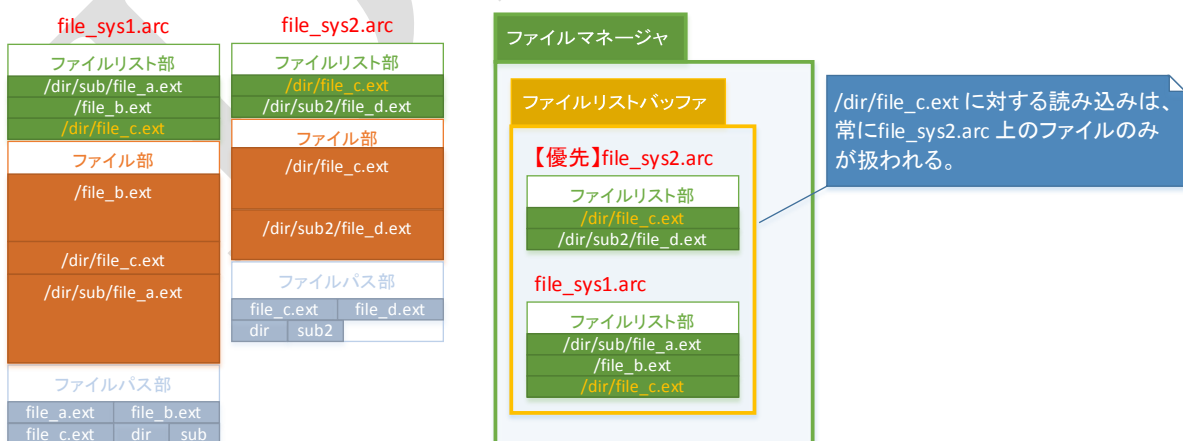 file_sys1.arc
ファイルリスト部
/dir/sub/file_a.ext
/file_b.ext
/dir/file_c.ext
ファイル部
/file_b.ext
/dir/file_c.ext
/dir/sub/file_a.ext
ファイルパス部
file_a.ext file_b.ext
file_c.ext dir sub
file_sys2.arc
ファイルリスト部
/dir/file_c.ext
/dir/sub2/file_d.ext
ファイル部
/dir/file_c.ext
/dir/sub2/file_d.ext
ファイルパス部
file_c.ext file_d.ext
dir sub2
ファイルマネージャ
ファイルリストバッファ
【優先】file_sys2.arc
ファイルリスト部
/dir/file_c.ext
/dir/sub2/file_d.ext
file_sys1.arc
ファイルリスト部
/dir/sub/file_a.ext
/file_b.ext
/dir/file_c.ext
/dir/file_c.ext に対する読み込みは、
常にfile_sys2.arc 上のファイルのみ
が扱われる。